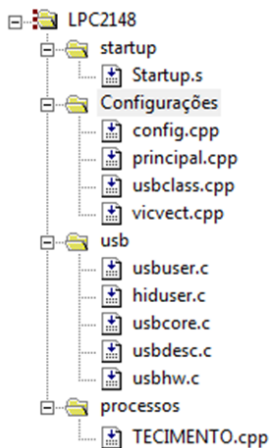 LPC2148
startup
Startup.s
Configurações
config.cpp
principal.cpp
usbclass.cpp
vicvect.cpp
usb
usbuser.c
hiduser.c
usbcore.c
usbdesc.c
usbhw.c
processos
TECIMENTO.cpp